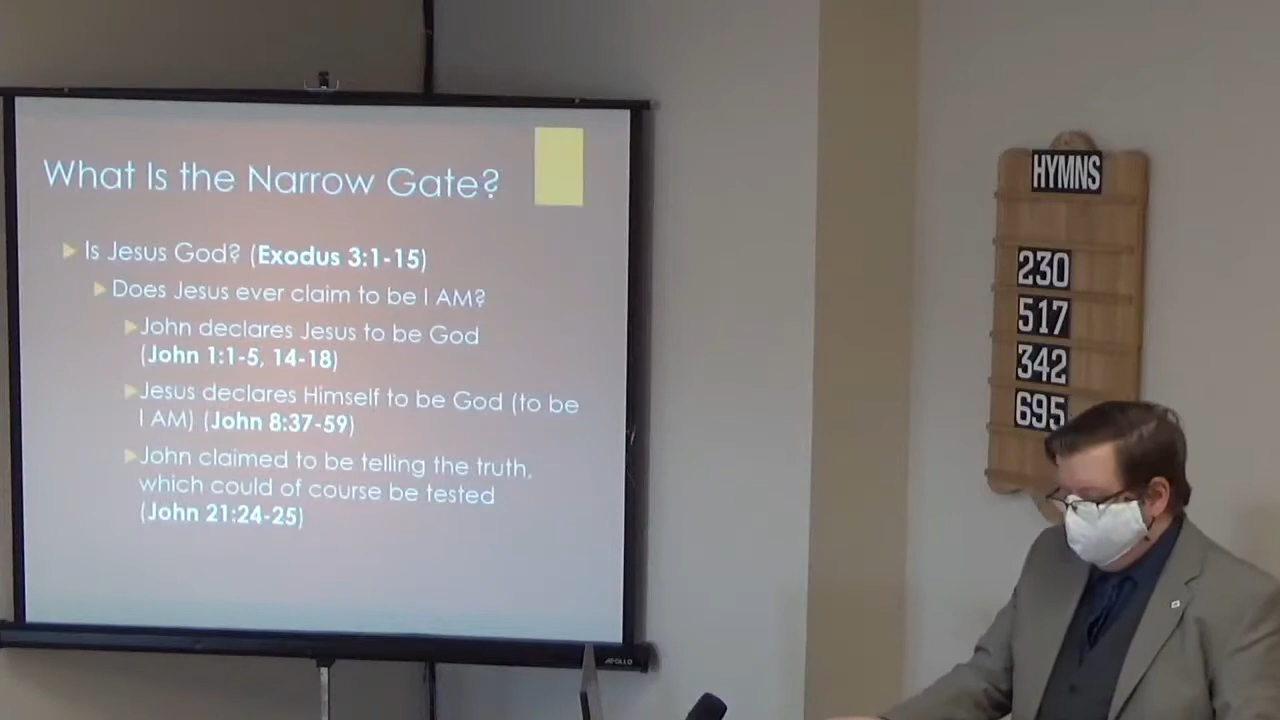 What Is the Narrow Gate?
Is Jesus God? (Exodus 3:1-15)
Does Jesus ever claim to be I AM?
John declares Jesus to be God
(John 1:1-5, 14-18)
Jesus declares Himself to be God (to be
I AM) (John 8:37-59)
John claimed to be telling the truth,
which could of course be tested
(John 21:24-25)
APOLLO
HYMNS
230
517
342
695